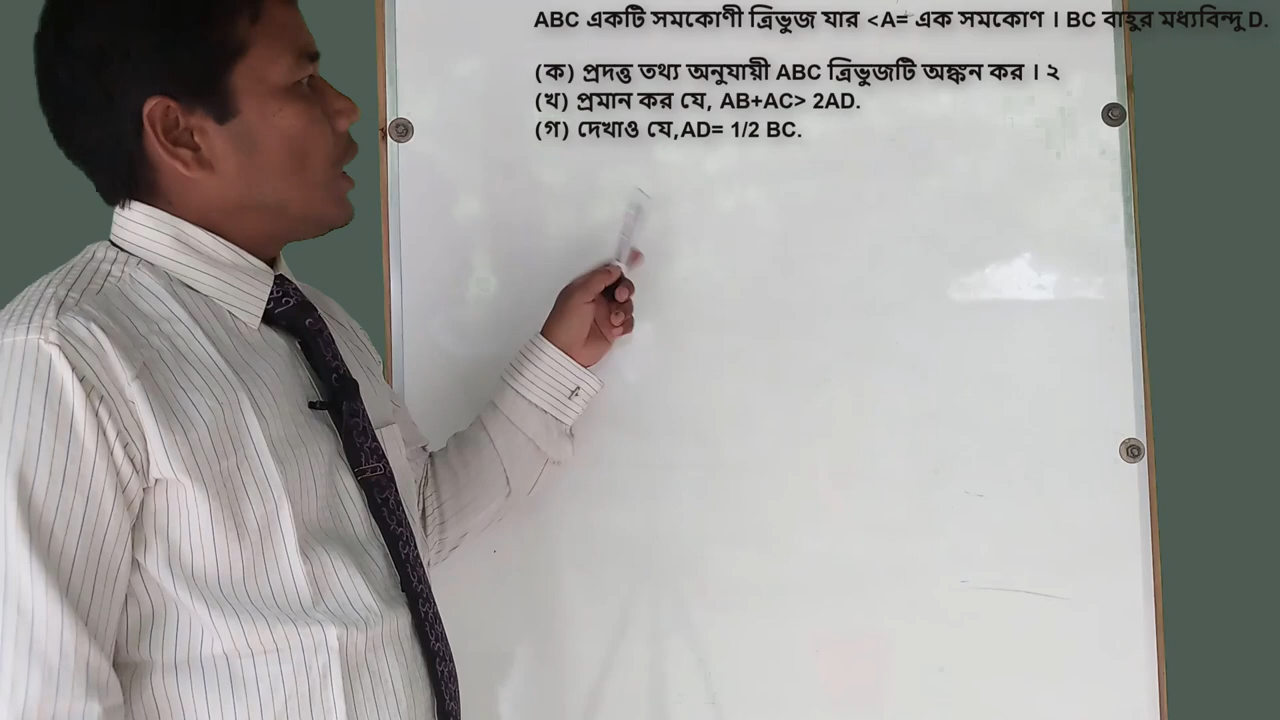 ABC একটি সমকোণী ত্রিভুজ যার <A= এক সমকোণ । BC বাহুর মধ্যবিন্দু D.
(ক) প্রদত্ত তথ্য অনুযায়ী ABC ত্রিভুজটি অঙ্কন কর । ২
(খ) প্রমান কর যে, AB+AC> 2AD.
(গ) দেখাও যে,AD= 1/2 BC.